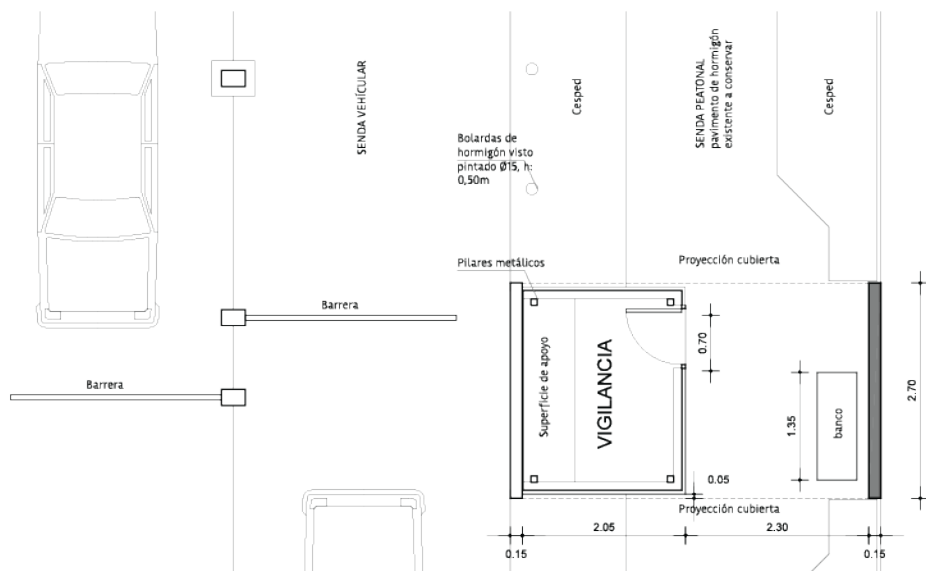 SENDA VEHÍCULAR
Cesped
SENDA PEATONAL
pavimento de hormigón
existente a conservar
Cesped
Bolardas de
hormigón visto
pintado Ø15, h:
0,50m
Proyección cubierta
Pilares metálicos
Barrera
Barrera
Superficie de apoyo
VIGILANCIA
0.70
1.35
banco
2.70
0.05
Proyección cubierta
2.05
2.30
0.15
0.15